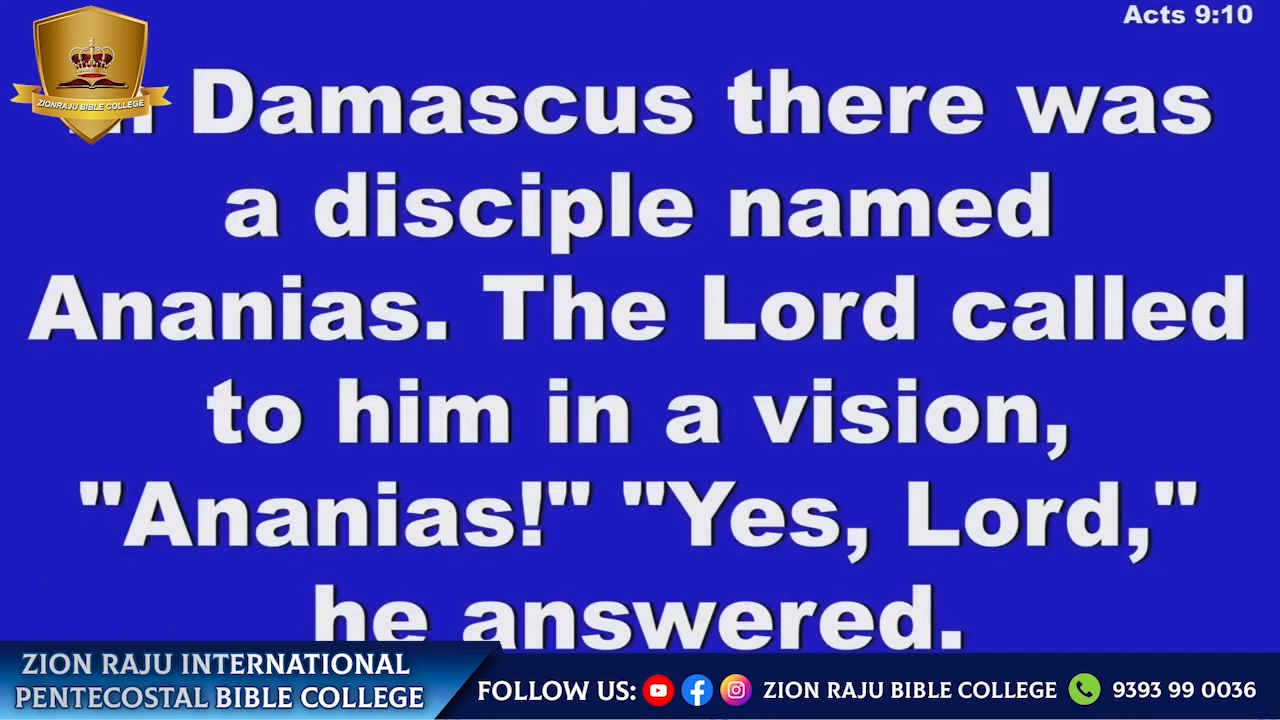 Acts 9:10
ZIONRAJU BIBLE COLLEGE
Damascus there was
a disciple named
Ananias. The Lord called
to him in a vision,
"Ananias!" "Yes, Lord,"
he answered.
ZION RAJU INTERNATIONAL
PENTECOSTAL BIBLE COLLEGE
FOLLOW US: ZION RAJU BIBLE COLLEGE 9393 99 0036